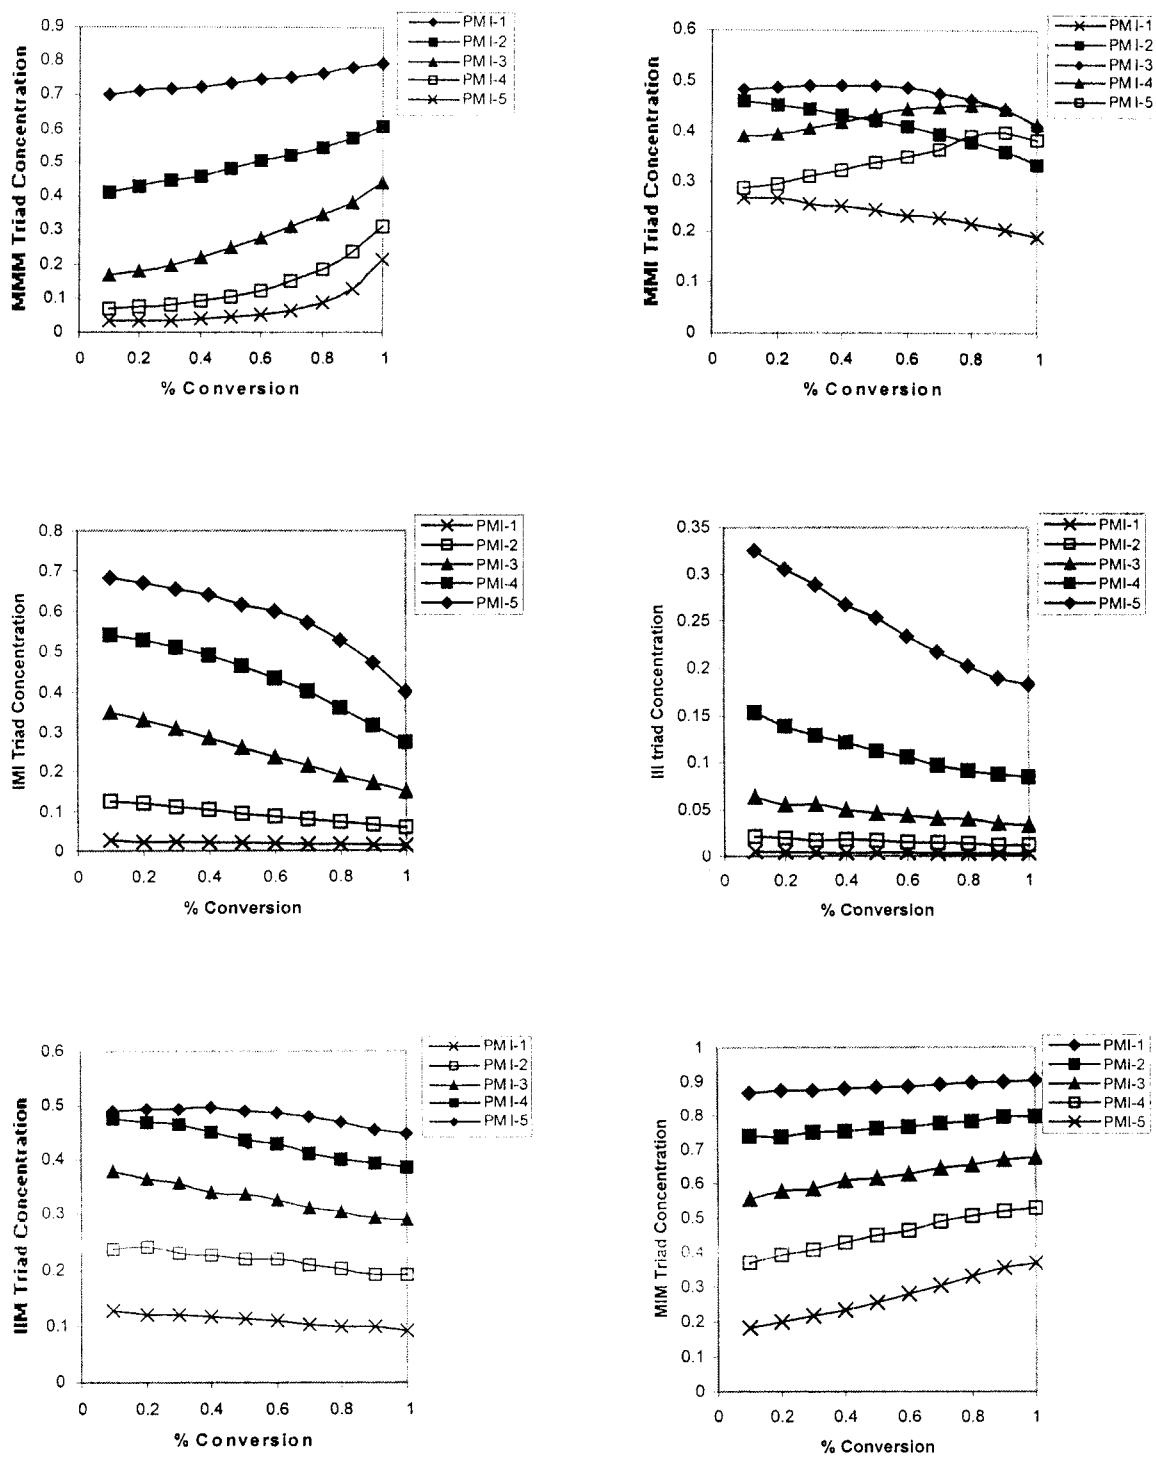 MMM Triad Concentration
0.9
0.8
0.7
0.6
0.5
0.4
0.3
0.2
0.1
0
0
0.2
0.4
0.6
0.8
1
% Conversion
PMI-1
PMI-2
PMI-3
PMI-4
PMI-5
MMI Triad Concentration
0.6
0.5
0.4
0.3
0.2
0.1
0
0
0.2
0.4
0.6
0.8
1
% Conversion
PMI-1
PMI-2
PMI-3
PMI-4
PMI-5
IMI Triad Concentration
0.8
0.7
0.6
0.5
0.4
0.3
0.2
0.1
0
0
0.2
0.4
0.6
0.8
1
% Conversion
PMI-1
PMI-2
PMI-3
PMI-4
PMI-5
III triad Concentration
0.35
0.3
0.25
0.2
0.15
0.1
0.05
0
0
0.2
0.4
0.6
0.8
1
% Conversion
PMI-1
PMI-2
PMI-3
PMI-4
PMI-5
IIM Triad Concentration
0.6
0.5
0.4
0.3
0.2
0.1
0
0
0.2
0.4
0.6
0.8
1
% Conversion
PMI-1
PMI-2
PMI-3
PMI-4
PMI-5
MIM Triad Concentration
1
0.9
0.8
0.7
0.6
0.5
0.4
0.3
0.2
0.1
0
0
0.2
0.4
0.6
0.8
1
% Conversion
PMI-1
PMI-2
PMI-3
PMI-4
PMI-5